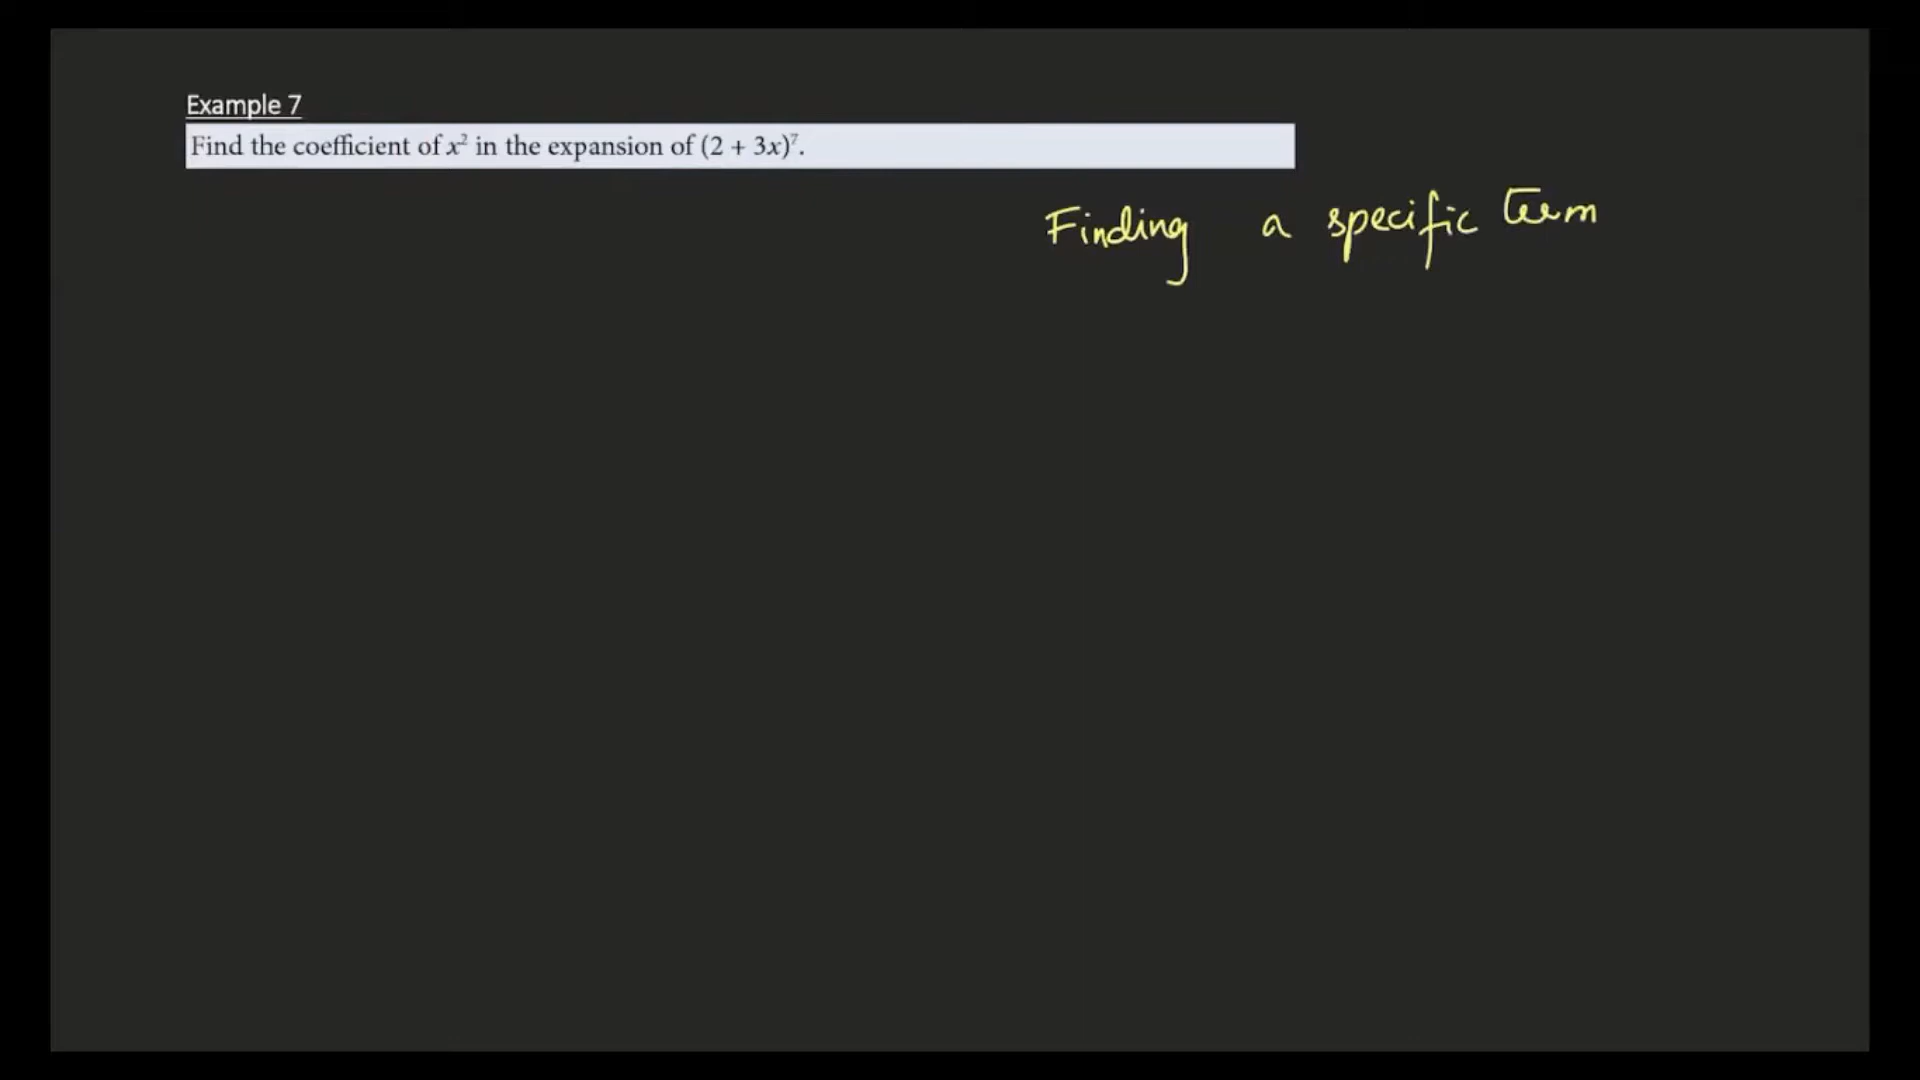 Example 7
Find the coefficient of x² in the expansion of (2 + 3x)⁷.
Finding a specific term